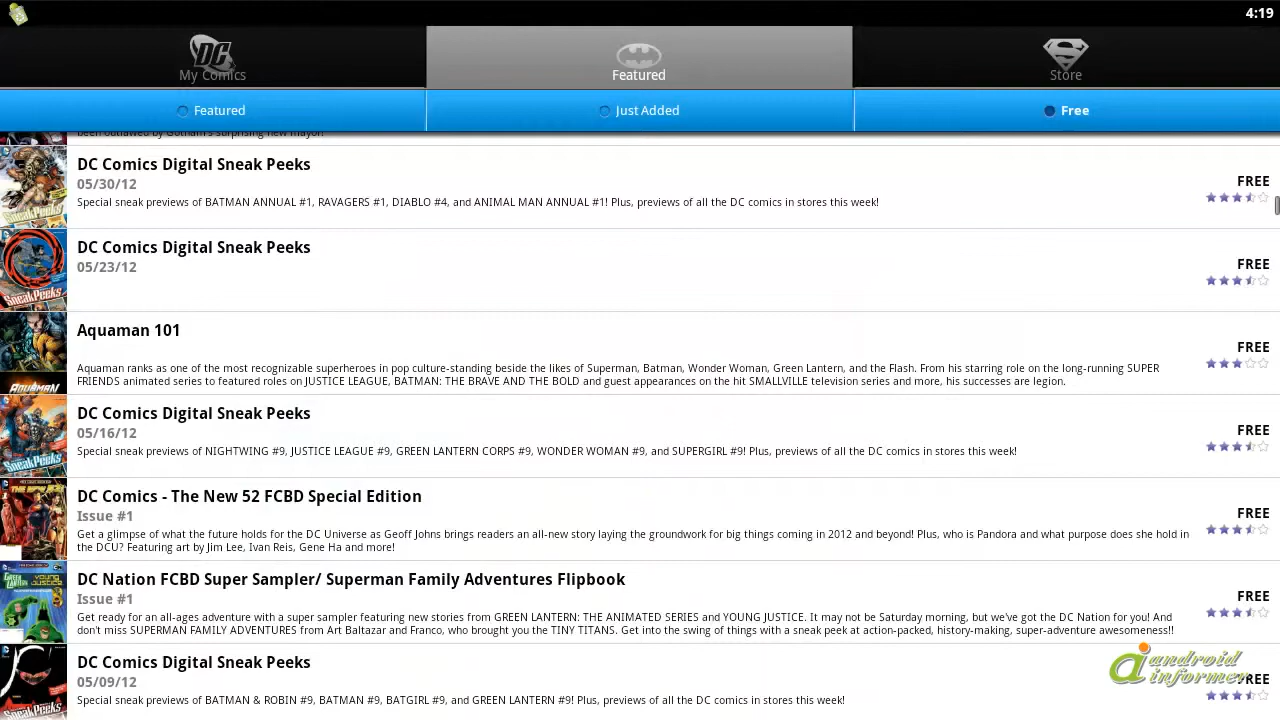 4:19
DC
My Comics
Featured
Store
Featured
Just Added
Free
been outlawed by Gotham's surprising new mayor!
DC Comics Digital Sneak Peeks
05/30/12
FREE
Special sneak previews of BATMAN ANNUAL #1, RAVAGERS #1, DIABLO #4, and ANIMAL MAN ANNUAL #1! Plus, previews of all the DC comics in stores this week!
SneakPeeks
DC Comics Digital Sneak Peeks
05/23/12
FREE
SneakPeeks
Aquaman 101
FREE
Aquaman ranks as one of the most recognizable superheroes in pop culture-standing beside the likes of Superman, Batman, Wonder Woman, Green Lantern, and the Flash. From his starring role on the long-running SUPER
FRIENDS animated series to featured roles on JUSTICE LEAGUE, BATMAN: THE BRAVE AND THE BOLD and guest appearances on the hit SMALLVILLE television series and more, his successes are legion.
AQUAMAN
DC Comics Digital Sneak Peeks
05/16/12
FREE
Special sneak previews of NIGHTWING #9, JUSTICE LEAGUE #9, GREEN LANTERN CORPS #9, WONDER WOMAN #9, and SUPERGIRL #9! Plus, previews of all the DC comics in stores this week!
SneakPeeks
DC Comics - The New 52 FCBD Special Edition
Issue #1
FREE
Get a glimpse of what the future holds for the DC Universe as Geoff Johns brings readers an all-new story laying the groundwork for big things coming in 2012 and beyond! Plus, who is Pandora and what purpose does she hold in
the DCU? Featuring art by Jim Lee, Ivan Reis, Gene Ha and more!
DC Nation FCBD Super Sampler/ Superman Family Adventures Flipbook
Issue #1
FREE
Get ready for an all-ages adventure with a super sampler featuring new stories from GREEN LANTERN: THE ANIMATED SERIES and YOUNG JUSTICE. It may not be Saturday morning, but we've got the DC Nation for you! And
don't miss SUPERMAN FAMILY ADVENTURES from Art Baltazar and Franco, who brought you the TINY TITANS. Get into the swing of things with a sneak peek at action-packed, history-making, super-adventure awesomeness!!
DC Comics Digital Sneak Peeks
05/09/12
FREE
Special sneak previews of BATMAN & ROBIN #9, BATMAN #9, BATGIRL #9, and GREEN LANTERN #9! Plus, previews of all the DC comics in stores this week!
SneakPeeks
android
informer